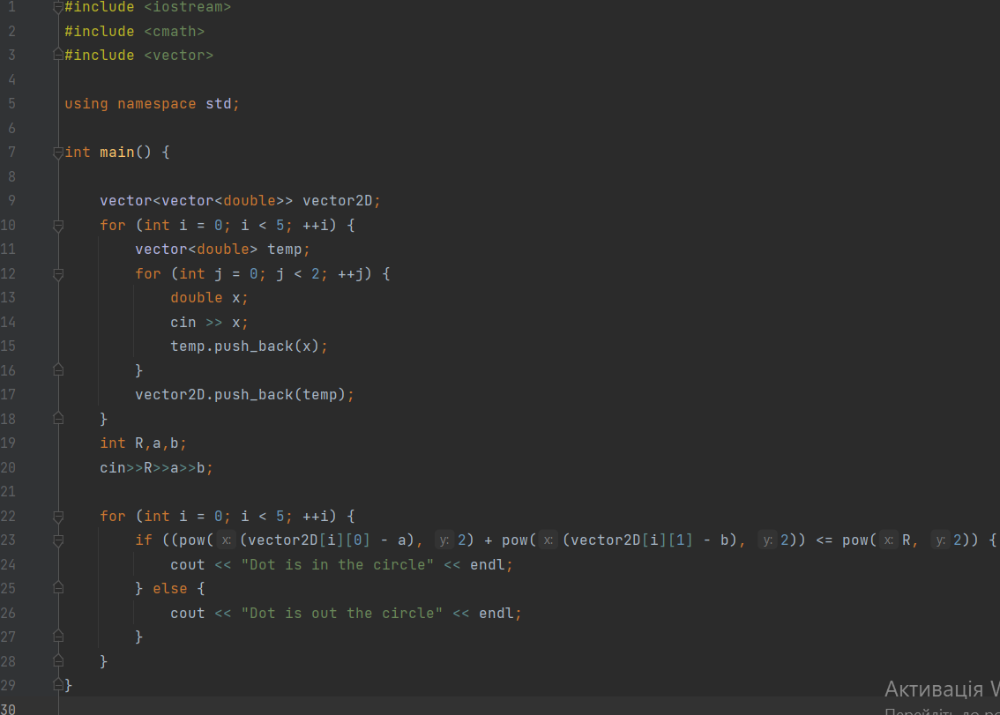 1 #include <iostream>
2 #include <cmath>
3 #include <vector>
4
5 using namespace std;
6
7 int main() {
8
9     vector<vector<double>> vector2D;
10     for (int i = 0; i < 5; ++i) {
11         vector<double> temp;
12         for (int j = 0; j < 2; ++j) {
13             double x;
14             cin >> x;
15             temp.push_back(x);
16         }
17         vector2D.push_back(temp);
18     }
19     int R,a,b;
20     cin>>R>>a>>b;
21
22     for (int i = 0; i < 5; ++i) {
23         if ((pow( x: (vector2D[i][0] - a), y: 2) + pow( x: (vector2D[i][1] - b), y: 2)) <= pow( x: R, y: 2)) {
24             cout << "Dot is in the circle" << endl;
25         } else {
26             cout << "Dot is out the circle" << endl;
27         }
28     }
29 }
Активація W
30